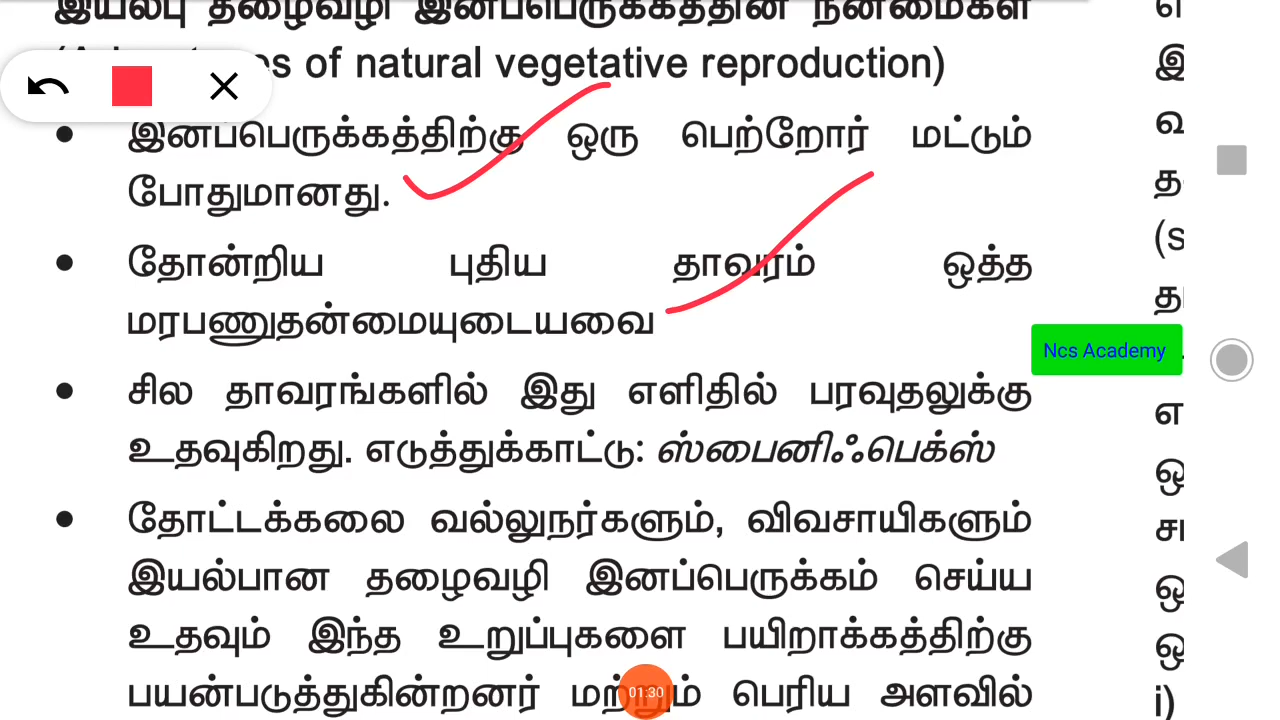 இயல்பு தழைவழி இனப்பெருக்கத்தின் நன்மைகள்
of natural vegetative reproduction)
இனப்பெருக்கத்திற்கு ஒரு பெற்றோர் மட்டும்
போதுமானது.
தோன்றிய புதிய தாவரம் ஒத்த
மரபணுதன்மையுடையவை
Ncs Academy
சில தாவரங்களில் இது எளிதில் பரவுதலுக்கு
உதவுகிறது. எடுத்துக்காட்டு: ஸ்பைனிஃபெக்ஸ்
தோட்டக்கலை வல்லுநர்களும், விவசாயிகளும்
இயல்பான தழைவழி இனப்பெருக்கம் செய்ய
உதவும் இந்த உறுப்புகளை பயிறாக்கத்திற்கு
பயன்படுத்துகின்றனர் மற்றும் பெரிய அளவில்
01:30
i)